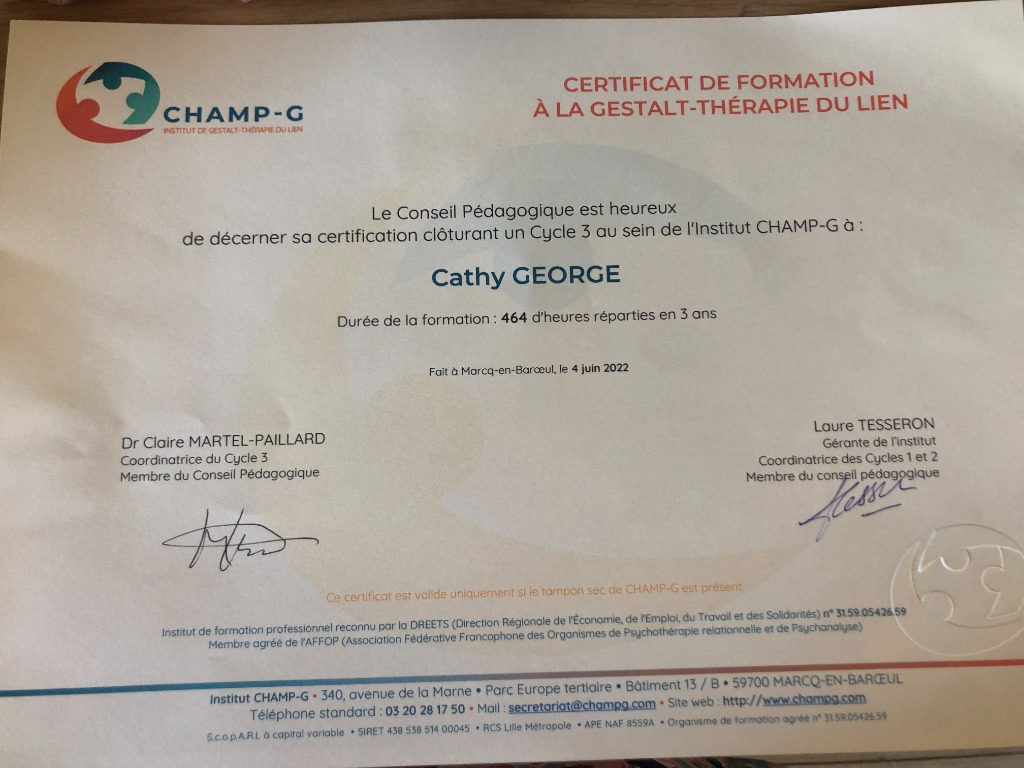 CHAMP-G
INSTITUT DE GESTALT-THÉRAPIE DU LIEN
CERTIFICAT DE FORMATION
À LA GESTALT-THÉRAPIE DU LIEN
Le Conseil Pédagogique est heureux
de décerner sa certification clôturant un Cycle 3 au sein de l'Institut CHAMP-G à :
Cathy GEORGE
Durée de la formation : 464 d'heures réparties en 3 ans
Fait à Marcq-en-Barœul, le 4 juin 2022
Dr Claire MARTEL-PAILLARD
Coordinatrice du Cycle 3
Membre du Conseil Pédagogique
Laure TESSERON
Gérante de l'institut
Coordinatrice des Cycles 1 et 2
Membre du conseil pédagogique
Ce certificat est valide uniquement si le tampon sec de CHAMP-G est présent.
Institut de formation professionnel reconnu par la DREETS (Direction Régionale de l'Économie, de l'Emploi, du Travail et des Solidarités) n° 31.59.05426.59
Membre agréé de l'AFFOP (Association Fédérative Francophone des Organismes de Psychothérapie relationnelle et de Psychanalyse)
Institut CHAMP-G • 340, avenue de la Marne • Parc Europe tertiaire • Bâtiment 13 / B • 59700 MARCQ-EN-BARŒUL
Téléphone standard : 03 20 28 17 50 • Mail : secretariat@champg.com • Site web : http://www.champg.com
S.c.o.p.A.R.L à capital variable • SIRET 438 538 514 00045 • RCS Lille Métropole • APE NAF 8559A • Organisme de formation agréé n° 31.59.05426.59